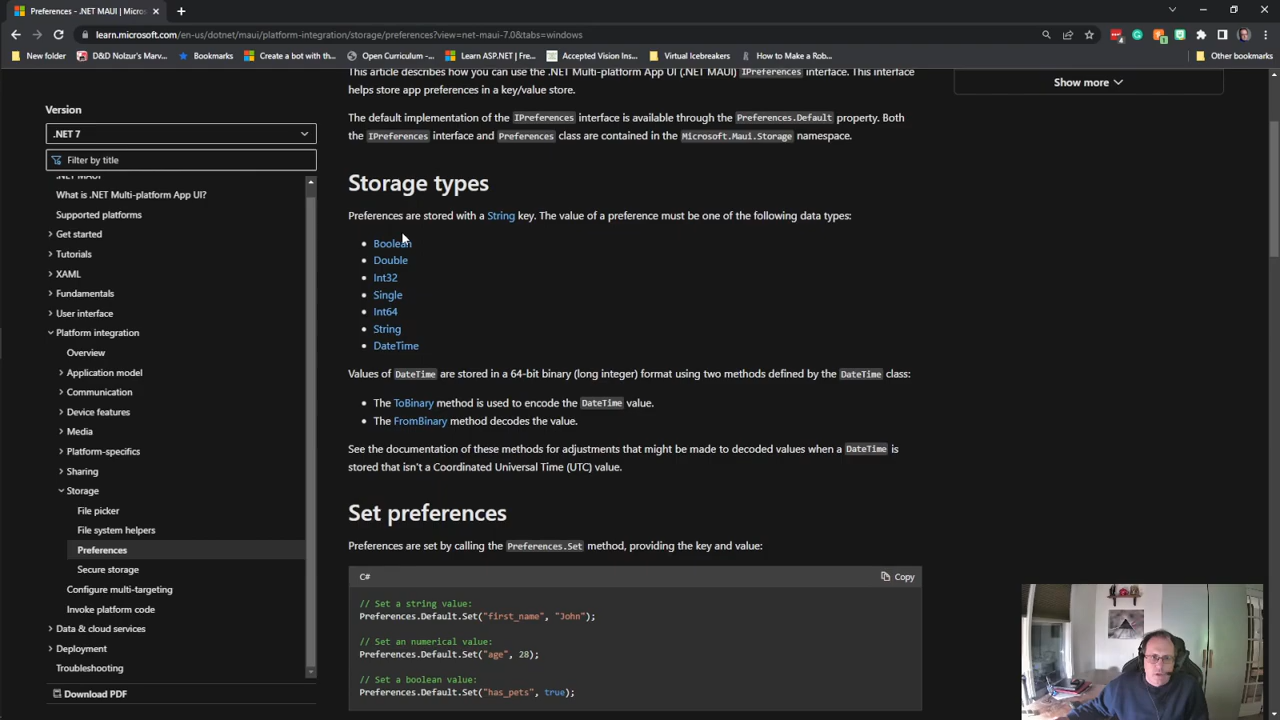 Preferences - .NET MAUI | Micros
learn.microsoft.com/en-us/dotnet/maui/platform-integration/storage/preferences?view=net-maui-7.0&tabs=windows
New folder
D&D Nolzur's Marv...
Bookmarks
Create a bot with th...
Open Curriculum -...
Learn ASP.NET | Fre...
Accepted Vision Ins...
Virtual Icebreakers
How to Make a Rob...
Other bookmarks
Version
.NET 7
Filter by title
.NET MAUI
What is .NET Multi-platform App UI?
Supported platforms
Get started
Tutorials
XAML
Fundamentals
User interface
Platform integration
Overview
Application model
Communication
Device features
Media
Platform-specifics
Sharing
Storage
File picker
File system helpers
Preferences
Secure storage
Configure multi-targeting
Invoke platform code
Data & cloud services
Deployment
Troubleshooting
Download PDF
This article describes how you can use the .NET Multi-platform App UI (.NET MAUI) IPreferences interface. This interface
helps store app preferences in a key/value store.
The default implementation of the IPreferences interface is available through the Preferences.Default property. Both
the IPreferences interface and Preferences class are contained in the Microsoft.Maui.Storage namespace.
Storage types
Preferences are stored with a String key. The value of a preference must be one of the following data types:
• Boolean
• Double
• Int32
• Single
• Int64
• String
• DateTime
Values of DateTime are stored in a 64-bit binary (long integer) format using two methods defined by the DateTime class:
• The ToBinary method is used to encode the DateTime value.
• The FromBinary method decodes the value.
See the documentation of these methods for adjustments that might be made to decoded values when a DateTime is
stored that isn't a Coordinated Universal Time (UTC) value.
Set preferences
Preferences are set by calling the Preferences.Set method, providing the key and value:
C#
Copy
// Set a string value:
Preferences.Default.Set("first_name", "John");
// Set an numerical value:
Preferences.Default.Set("age", 28);
// Set a boolean value:
Preferences.Default.Set("has_pets", true);
Show more